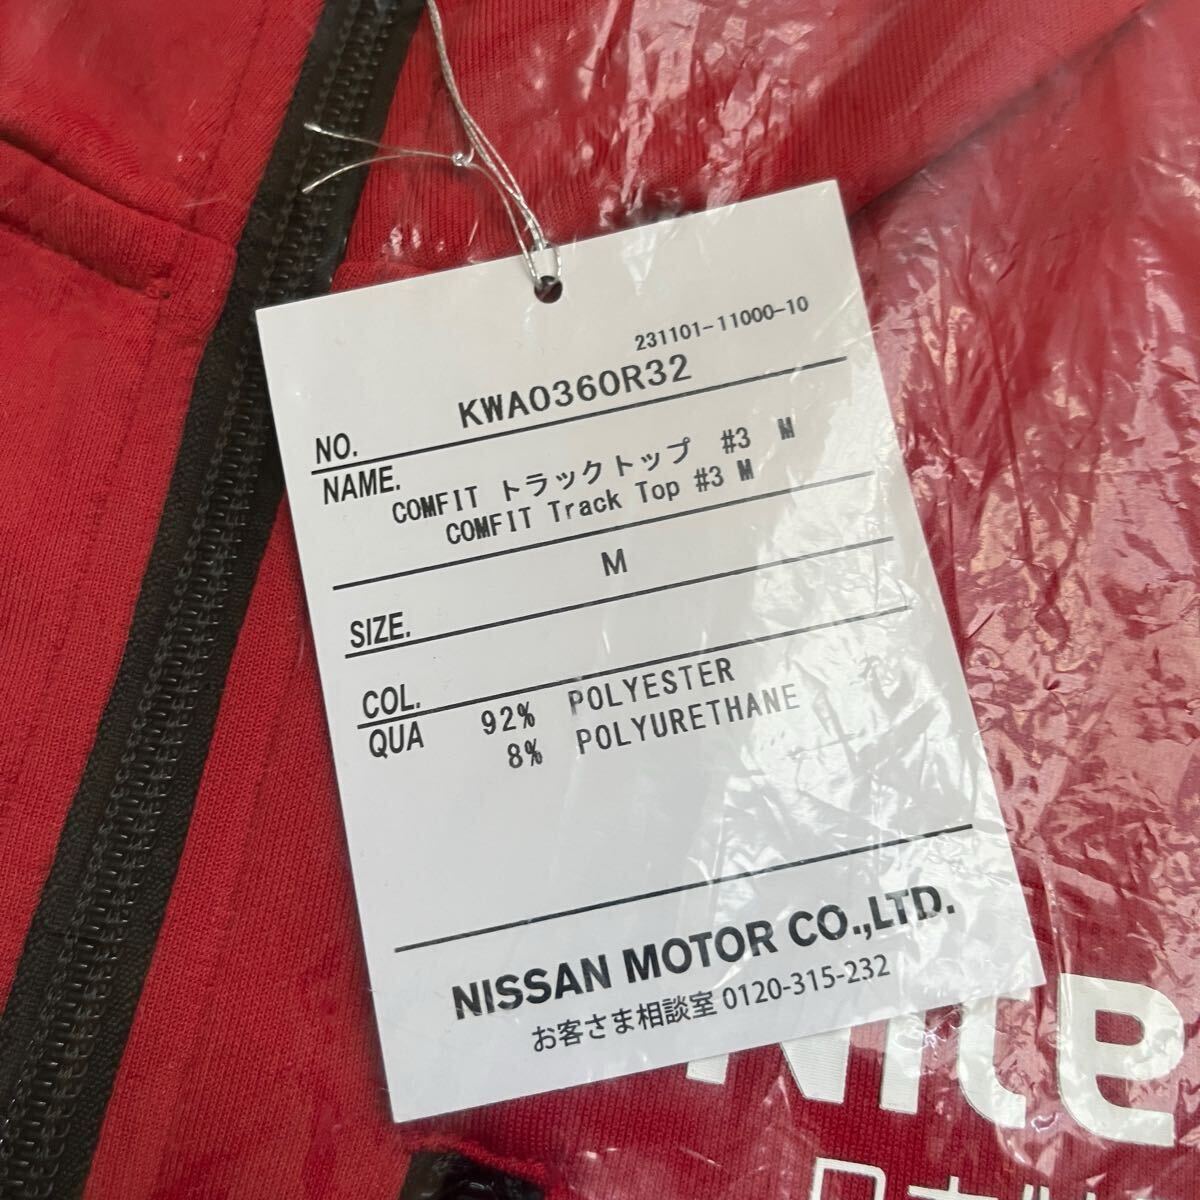 231101-11000-10
NO. KWA0360R32
NAME. COMFIT トラックトップ #3 M
COMFIT Track Top #3 M
M
SIZE.
COL.
QUA 92% POLYESTER
8% POLYURETHANE
NISSAN MOTOR CO.,LTD.
お客さま相談室 0120-315-232
Nite